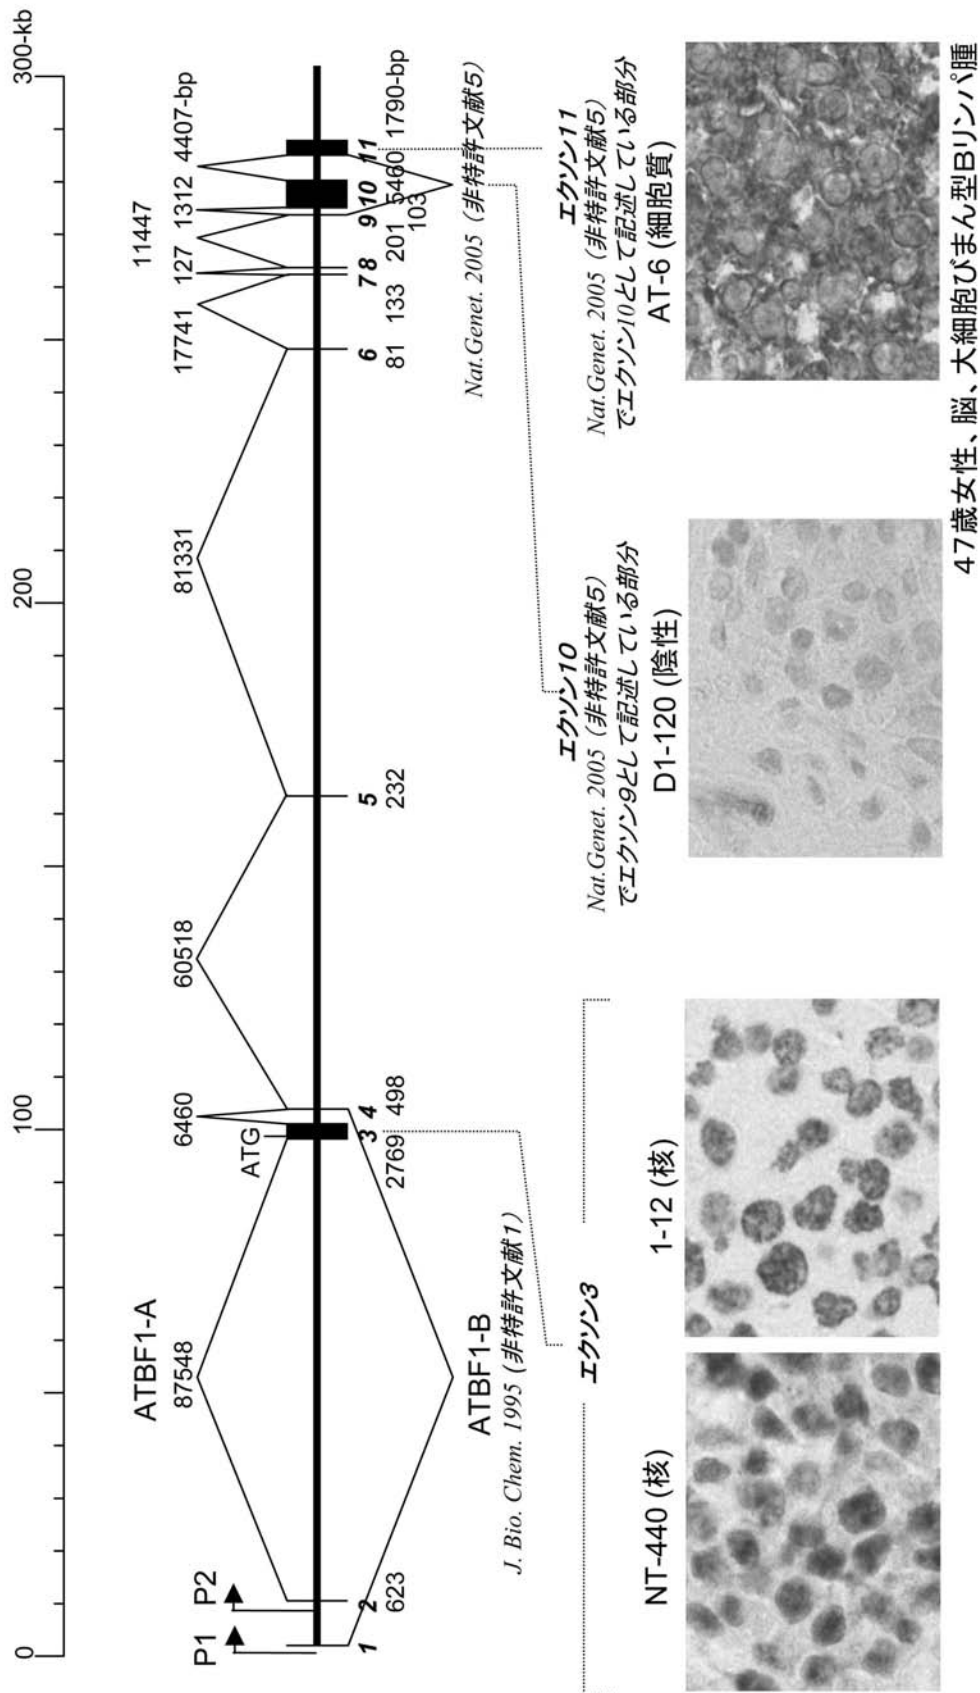 0
100
200
300-kb
P1
P2
ATBF1-A
ATG
87548
6460
60518
81331
17741
127
11447
1312
4407-bp
1
2
3
4
5
6
7
8
9
10
11
623
2769
498
232
81
133
201
103
5460
1790-bp
ATBF1-B
J. Bio. Chem. 1995 (非特許文献1)
Nat.Genet. 2005 (非特許文献5)
エクソン3
NT-440 (核)
1-12 (核)
エクソン10
Nat.Genet. 2005 (非特許文献5)
でエクソン9として記述している部分
D1-120 (陰性)
エクソン11
Nat.Genet. 2005 (非特許文献5)
でエクソン10として記述している部分
AT-6 (細胞質)
47歳女性、脳、大細胞びまん型Bリンパ腫